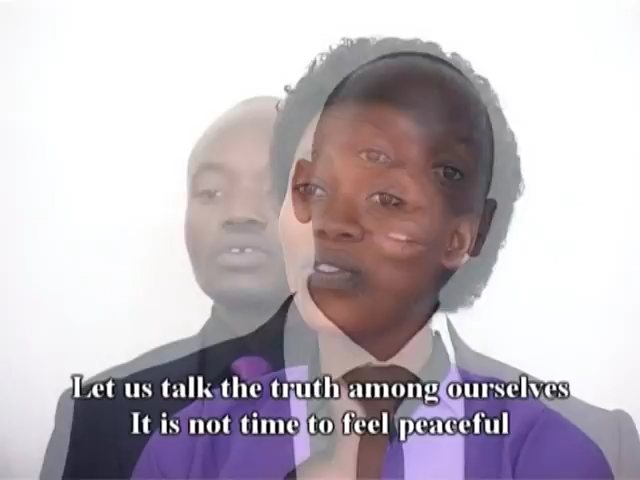 Let us talk the truth among ourselves
It is not time to feel peaceful